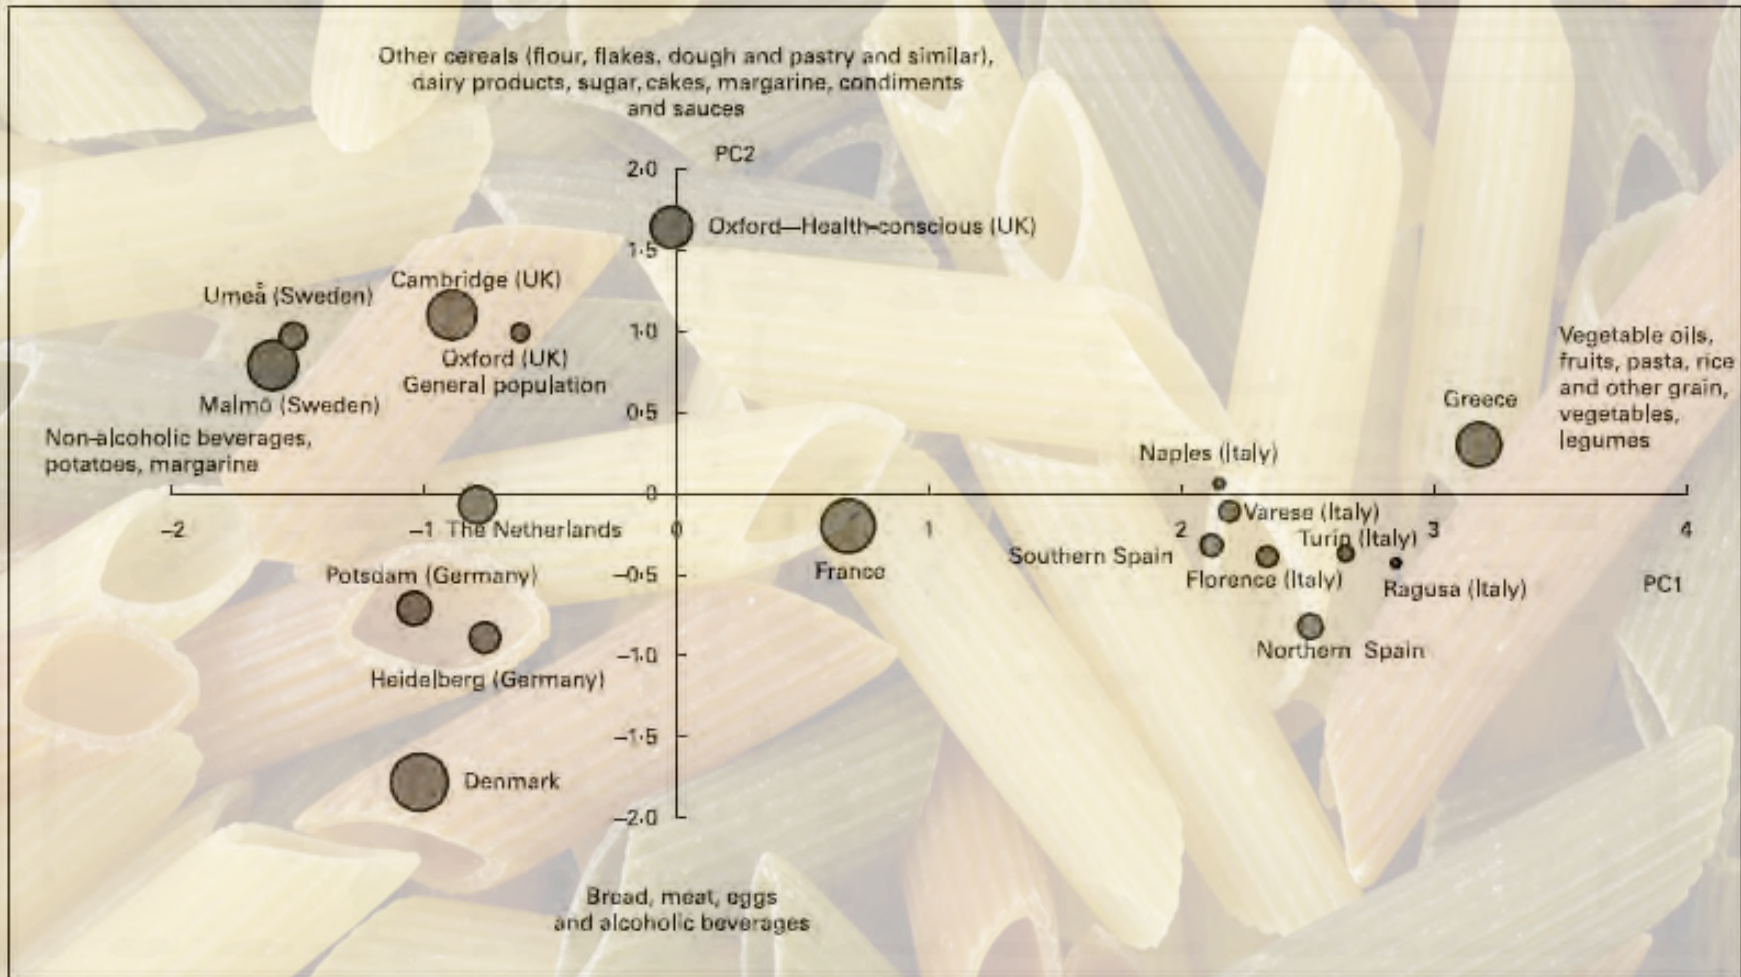 Other cereals (flour, flakes, dough and pastry and similar),
dairy products, sugar, cakes, margarine, condiments
and sauces
PC2
2·0
Oxford—Health-conscious (UK)
1·5
Cambridge (UK)
Umeå (Sweden)
1·0
Oxford (UK)
General population
Malmö (Sweden)
0·5
Vegetable oils,
fruits, pasta, rice
and other grain,
vegetables,
legumes
Greece
Non-alcoholic beverages,
potatoes, margarine
Naples (Italy)
0
Varese (Italy)
–2
–1
The Netherlands
0
1
2
3
4
Turin (Italy)
Southern Spain
France
Florence (Italy)
Ragusa (Italy)
PC1
Potsdam (Germany)
–0·5
Northern Spain
–1·0
Heidelberg (Germany)
–1·5
Denmark
–2·0
Bread, meat, eggs
and alcoholic beverages